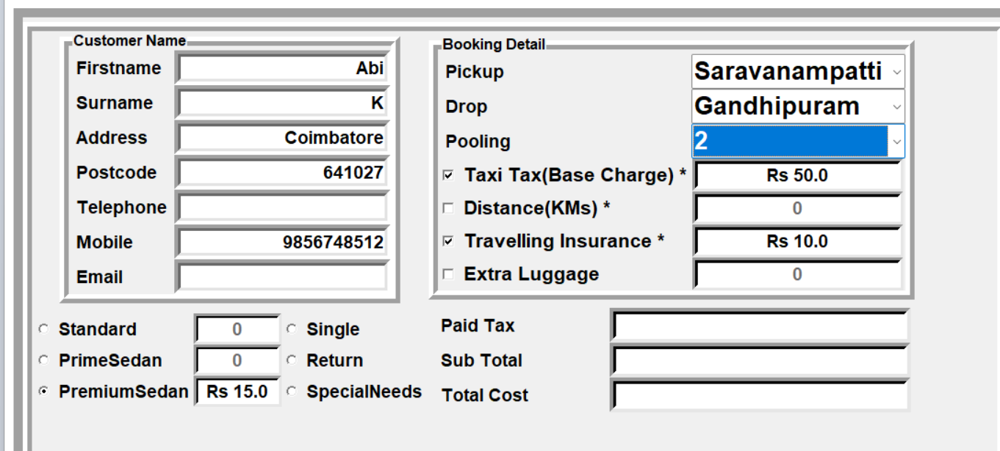 Customer Name
Firstname Abi
Surname K
Address Coimbatore
Postcode 641027
Telephone
Mobile 9856748512
Email
Booking Detail
Pickup Saravanampatti
Drop Gandhipuram
Pooling 2
Taxi Tax(Base Charge) * Rs 50.0
Distance(KMs) * 0
Travelling Insurance * Rs 10.0
Extra Luggage 0
Standard 0 Single
PrimeSedan 0 Return
PremiumSedan Rs 15.0 SpecialNeeds
Paid Tax
Sub Total
Total Cost